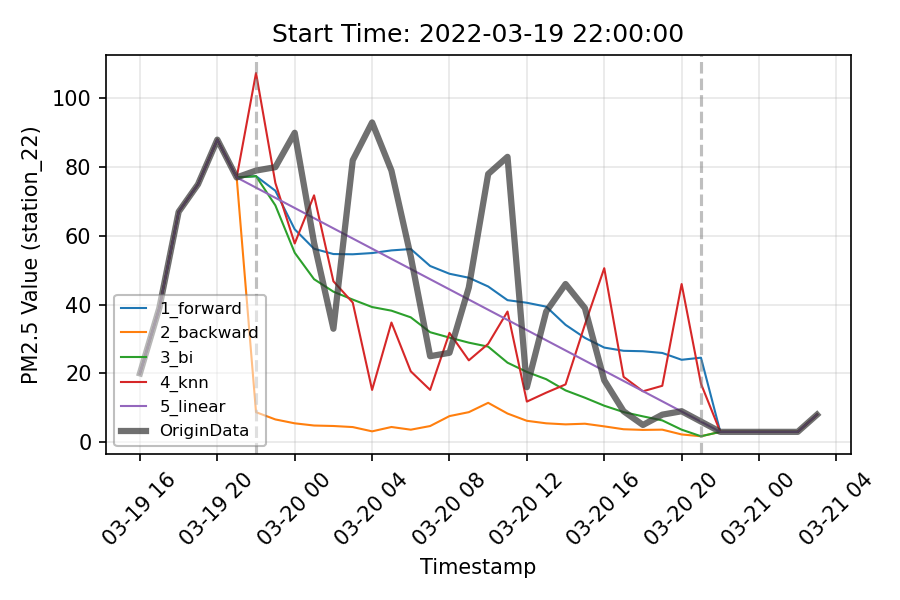 Start Time: 2022-03-19 22:00:00
PM2.5 Value (station_22)
100
80
60
40
20
0
1_forward
2_backward
3_bi
4_knn
5_linear
OriginData
03-19 16
03-19 20
03-20 00
03-20 04
03-20 08
03-20 12
03-20 16
03-20 20
03-21 00
03-21 04
Timestamp